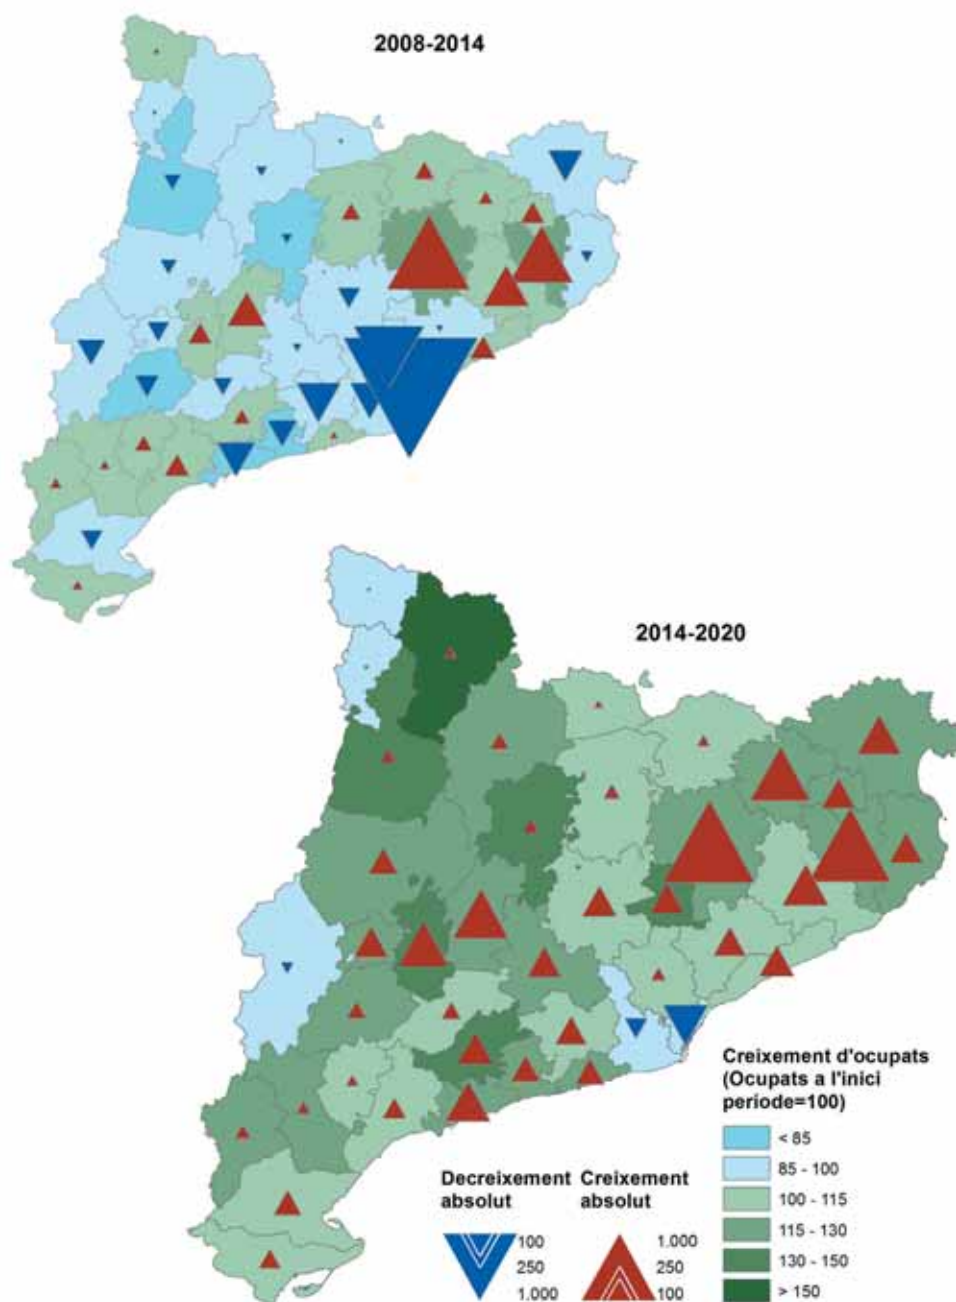 2008-2014
2014-2020
Creixement d'ocupats
(Ocupats a l'inici
periode=100)
< 85
85 - 100
100 - 115
115 - 130
130 - 150
> 150
Decreixement
absolut
100
250
1.000
Creixement
absolut
1.000
250
100